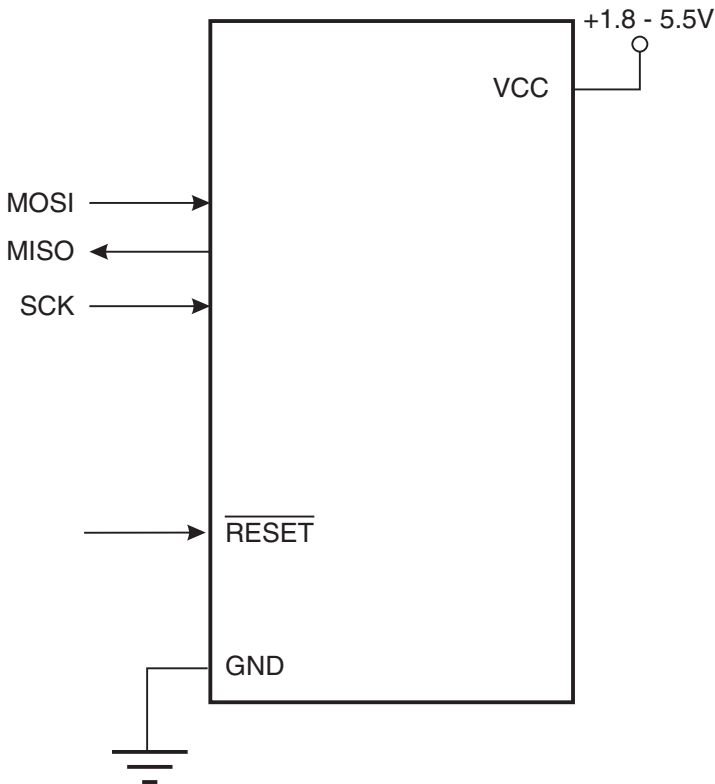 +1.8 - 5.5V
VCC
MOSI
MISO
SCK
RESET
GND